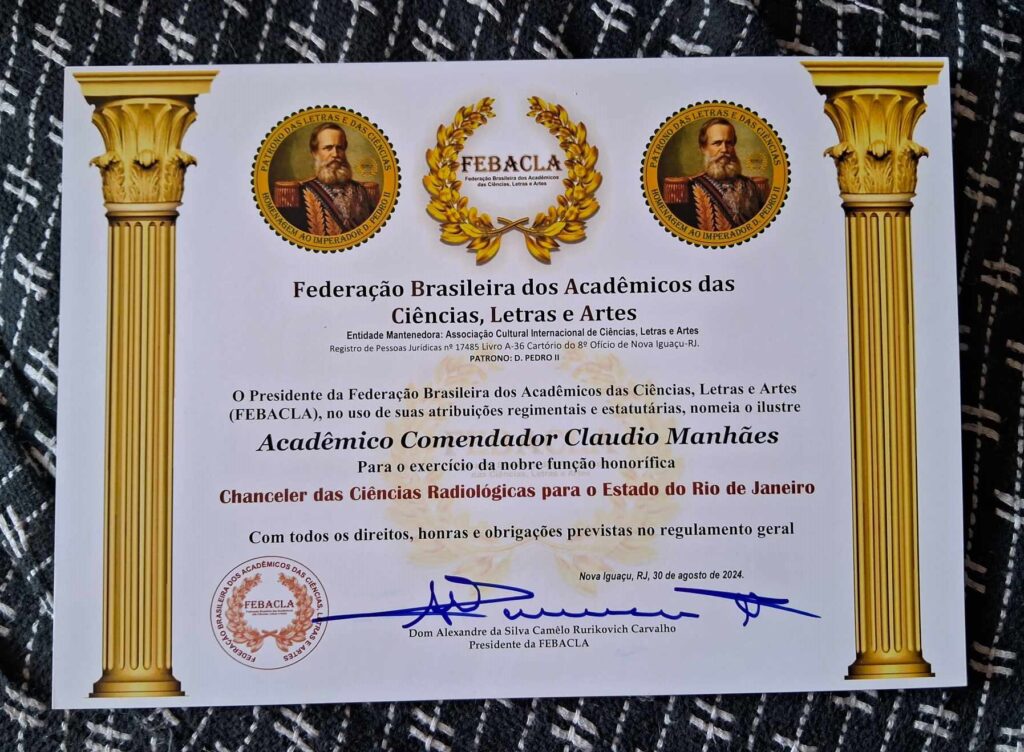 PATRONO DAS LETRAS E DAS CIÊNCIAS
HOMENAGEM AO IMPERADOR D. PEDRO II
FEBACLA
Federação Brasileira dos Acadêmicos
das Ciências, Letras e Artes
PATRONO DAS LETRAS E DAS CIÊNCIAS
HOMENAGEM AO IMPERADOR D. PEDRO II
Federação Brasileira dos Acadêmicos das
Ciências, Letras e Artes
Entidade Mantenedora: Associação Cultural Internacional de Ciências, Letras e Artes
Registro de Pessoas Jurídicas nº 17485 Livro A-36 Cartório do 8º Ofício de Nova Iguaçu-RJ.
PATRONO: D. PEDRO II
O Presidente da Federação Brasileira dos Acadêmicos das Ciências, Letras e Artes
(FEBACLA), no uso de suas atribuições regimentais e estatutárias, nomeia o ilustre
Acadêmico Comendador Claudio Manhães
Para o exercício da nobre função honorífica
Chanceler das Ciências Radiológicas para o Estado do Rio de Janeiro
Com todos os direitos, honras e obrigações previstas no regulamento geral
Nova Iguaçu, RJ, 30 de agosto de 2024.
FEDERAÇÃO BRASILEIRA DOS ACADÊMICOS DAS CIÊNCIAS, LETRAS E ARTES
FEBACLA
FEBACLA
Dom Alexandre da Silva Camêlo Rurikovich Carvalho
Presidente da FEBACLA